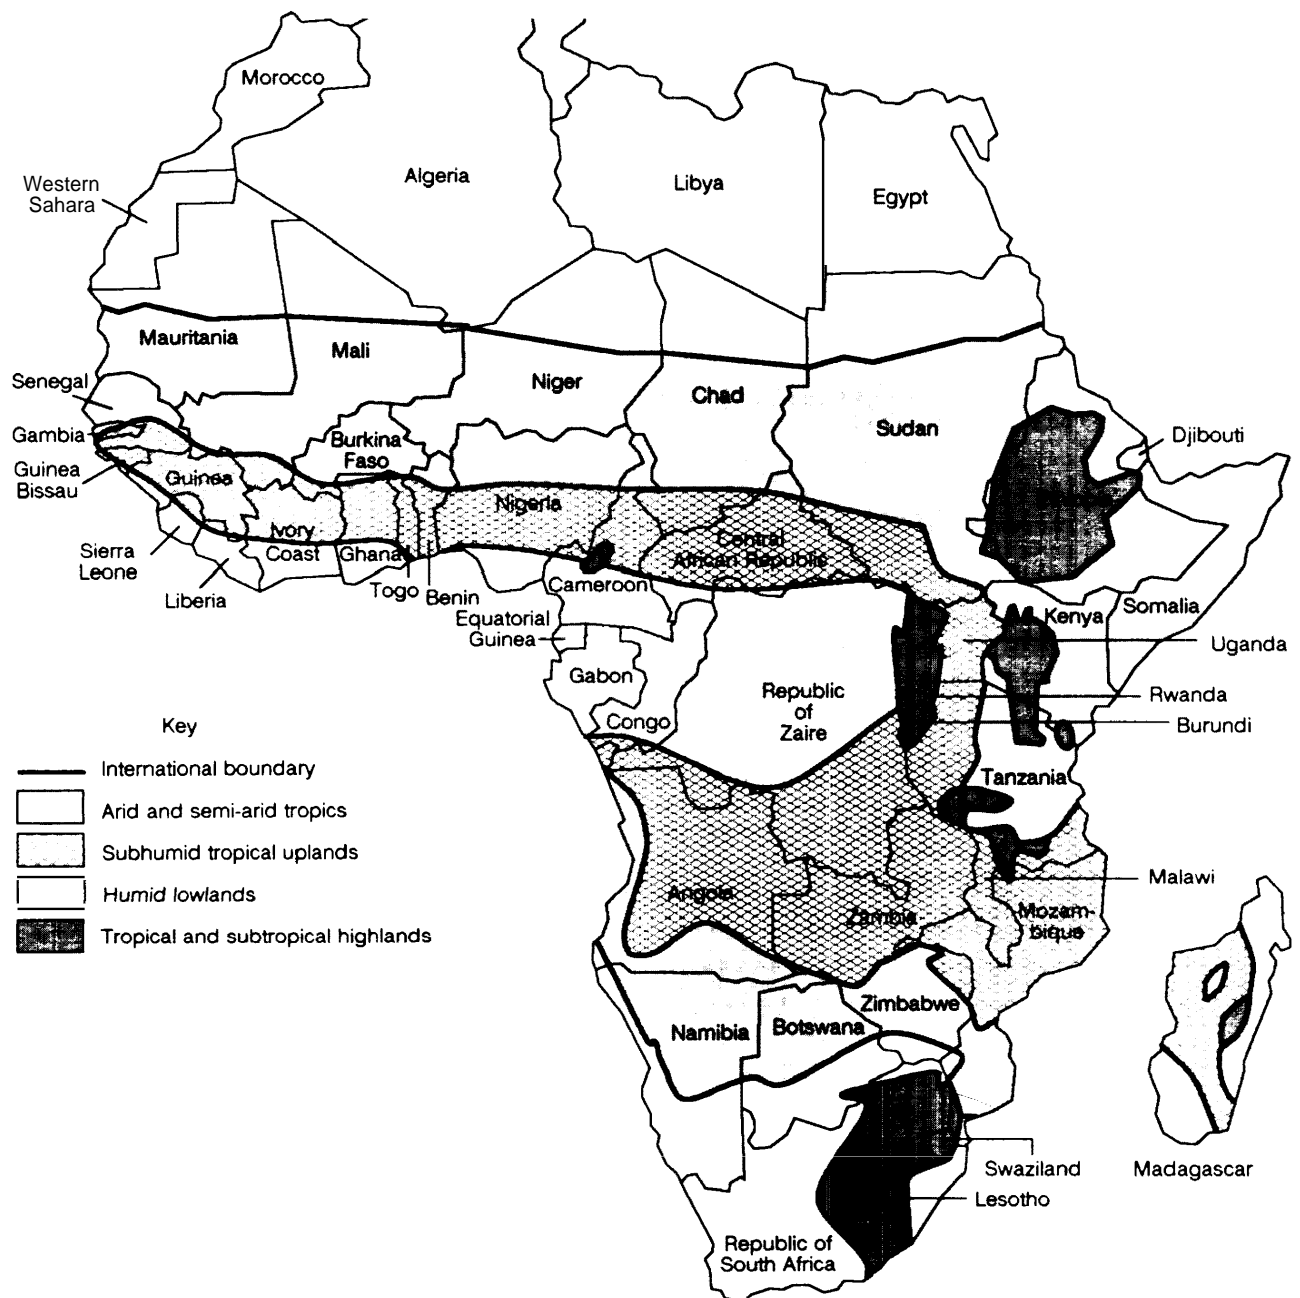 Morocco
Western
Sahara
Algeria
Libya
Egypt
Mauritania
Mali
Niger
Chad
Sudan
Senegal
Gambia
Guinea
Bissau
Guinea
Burkina
Faso
Djibouti
Nigeria
Ivory
Coast
Ghana
Sierra
Leone
Liberia
Togo
Benin
Central
African Republic
Cameroon
Equatorial
Guinea
Kenya
Somalia
Uganda
Gabon
Congo
Republic
of
Zaire
Rwanda
Burundi
Tanzania
Key
International boundary
Arid and semi-arid tropics
Subhumid tropical uplands
Humid lowlands
Tropical and subtropical highlands
Malawi
Angola
Zambia
Mozam-
bique
Zimbabwe
Namibia
Botswana
Swaziland
Lesotho
Madagascar
Republic of
South Africa